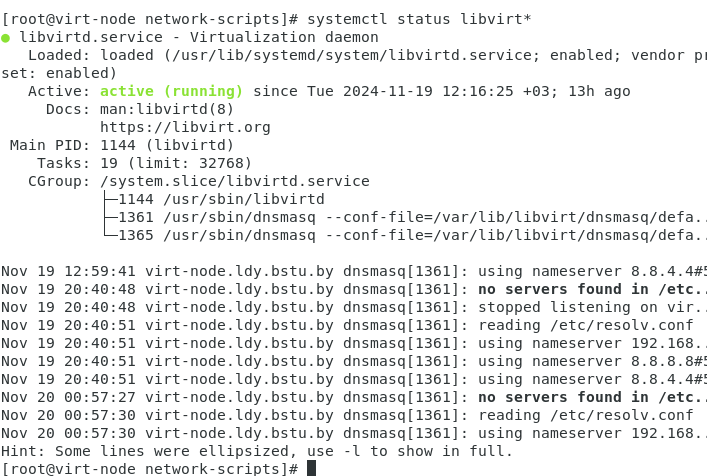 [root@virt-node network-scripts]# systemctl status libvirt*
● libvirtd.service - Virtualization daemon
   Loaded: loaded (/usr/lib/systemd/system/libvirtd.service; enabled; vendor pr
set: enabled)
   Active: active (running) since Tue 2024-11-19 12:16:25 +03; 13h ago
     Docs: man:libvirtd(8)
           https://libvirt.org
 Main PID: 1144 (libvirtd)
    Tasks: 19 (limit: 32768)
   CGroup: /system.slice/libvirtd.service
           ├─1144 /usr/sbin/libvirtd
           ├─1361 /usr/sbin/dnsmasq --conf-file=/var/lib/libvirt/dnsmasq/defa..
           └─1365 /usr/sbin/dnsmasq --conf-file=/var/lib/libvirt/dnsmasq/defa..

Nov 19 12:59:41 virt-node.ldy.bstu.by dnsmasq[1361]: using nameserver 8.8.4.4#5
Nov 19 20:40:48 virt-node.ldy.bstu.by dnsmasq[1361]: no servers found in /etc..
Nov 19 20:40:48 virt-node.ldy.bstu.by dnsmasq[1361]: stopped listening on vir..
Nov 19 20:40:51 virt-node.ldy.bstu.by dnsmasq[1361]: reading /etc/resolv.conf
Nov 19 20:40:51 virt-node.ldy.bstu.by dnsmasq[1361]: using nameserver 192.168..
Nov 19 20:40:51 virt-node.ldy.bstu.by dnsmasq[1361]: using nameserver 8.8.8.8#5
Nov 19 20:40:51 virt-node.ldy.bstu.by dnsmasq[1361]: using nameserver 8.8.4.4#5
Nov 20 00:57:27 virt-node.ldy.bstu.by dnsmasq[1361]: no servers found in /etc..
Nov 20 00:57:30 virt-node.ldy.bstu.by dnsmasq[1361]: reading /etc/resolv.conf
Nov 20 00:57:30 virt-node.ldy.bstu.by dnsmasq[1361]: using nameserver 192.168..
Hint: Some lines were ellipsized, use -l to show in full.
[root@virt-node network-scripts]#